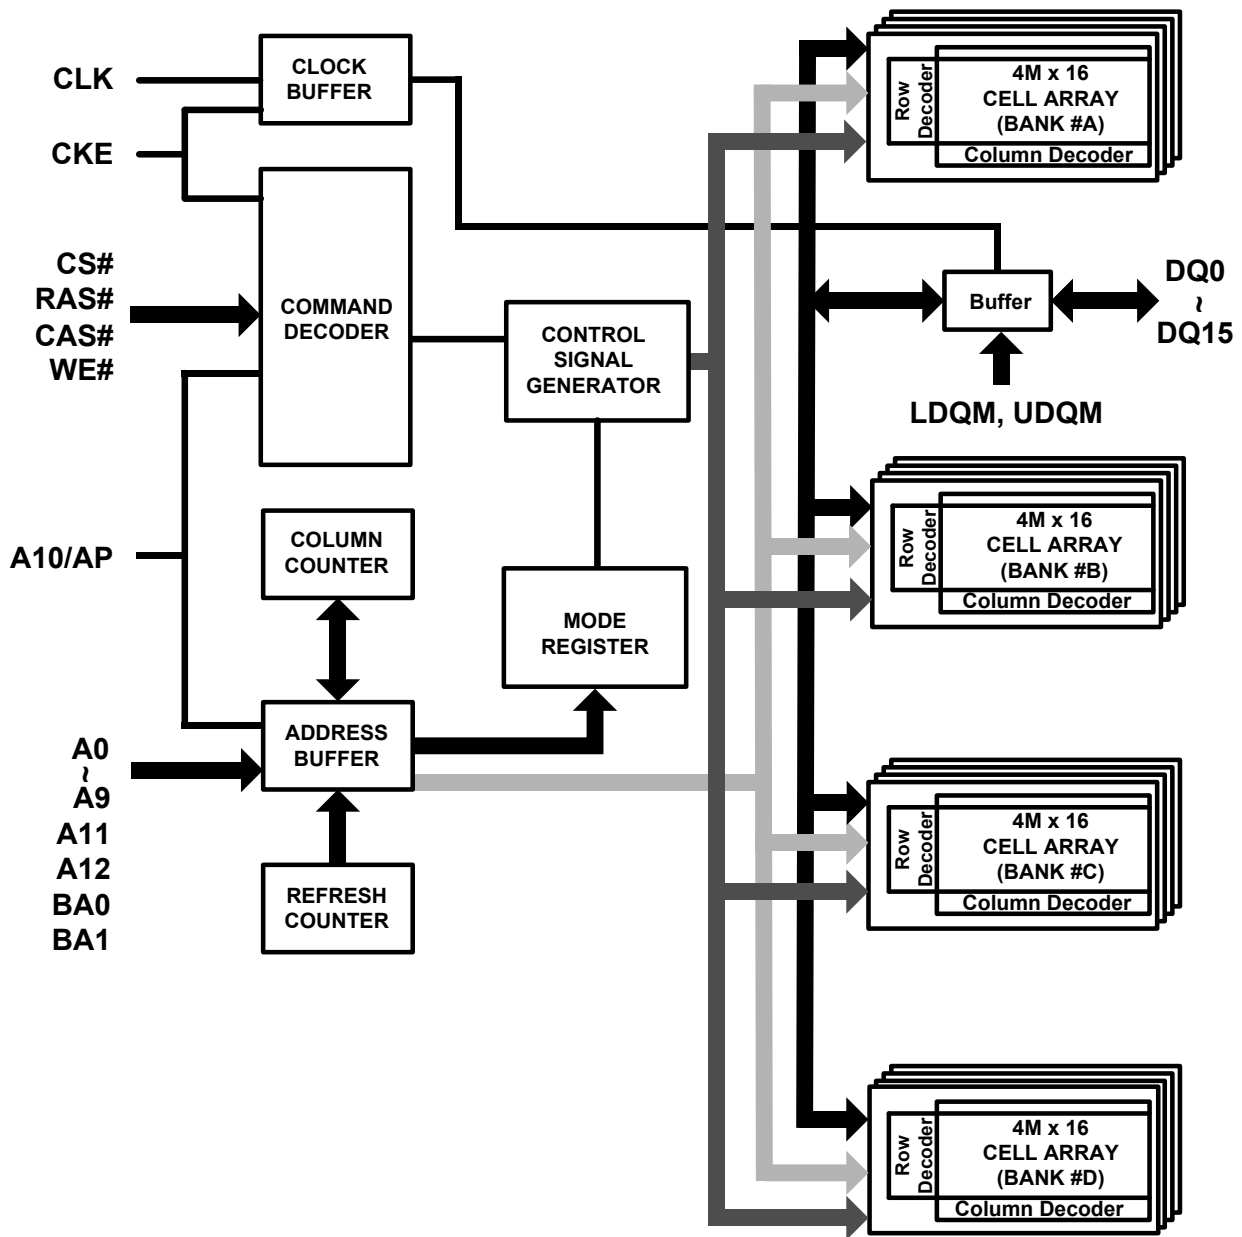 CLK
CKE
CS#
RAS#
CAS#
WE#
A10/AP
A0
~
A9
A11
A12
BA0
BA1
CLOCK
BUFFER
COMMAND
DECODER
COLUMN
COUNTER
ADDRESS
BUFFER
REFRESH
COUNTER
CONTROL
SIGNAL
GENERATOR
MODE
REGISTER
Row
Decoder
4M x 16
CELL ARRAY
(BANK #A)
Column Decoder
Buffer
DQ0
~
DQ15
LDQM, UDQM
Row
Decoder
4M x 16
CELL ARRAY
(BANK #B)
Column Decoder
Row
Decoder
4M x 16
CELL ARRAY
(BANK #C)
Column Decoder
Row
Decoder
4M x 16
CELL ARRAY
(BANK #D)
Column Decoder